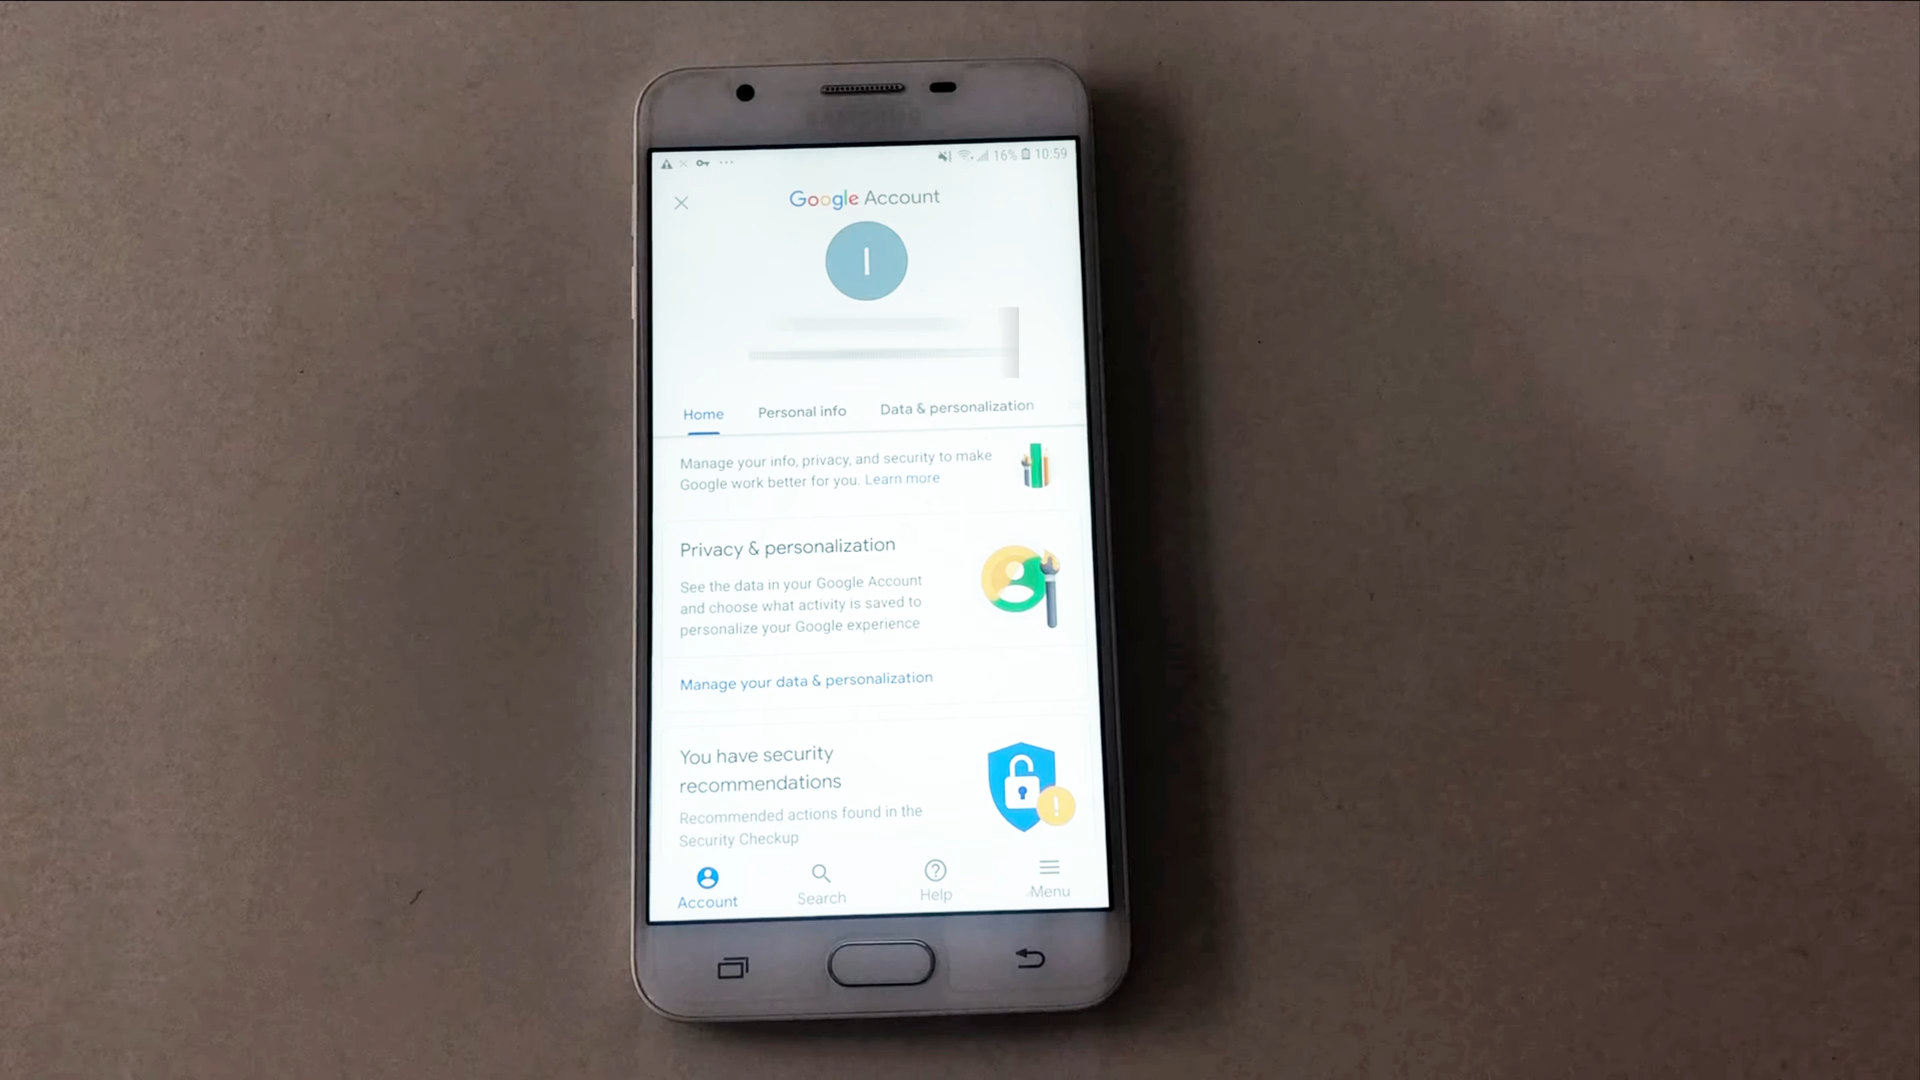 SAMSUNG
16% 10:59
Google Account
I
Home Personal info Data & personalization
Manage your info, privacy, and security to make
Google work better for you. Learn more
Privacy & personalization
See the data in your Google Account
and choose what activity is saved to
personalize your Google experience
Manage your data & personalization
You have security
recommendations
Recommended actions found in the
Security Checkup
Account Search Help Menu